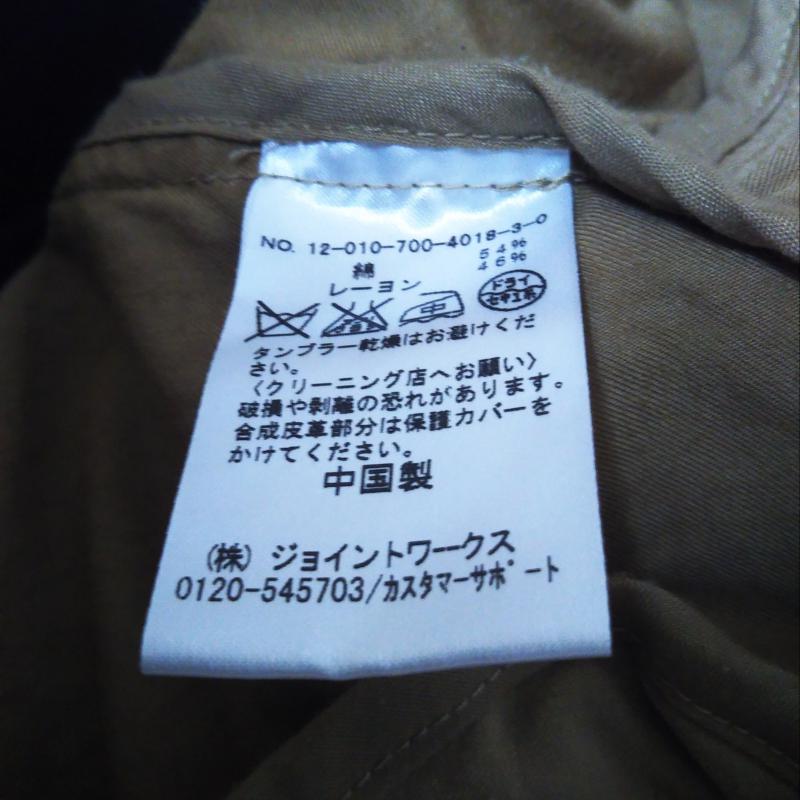 NO. 12-010-700-4018-3-0
綿 54%
レーヨン 46%
中
ドライ
セキユ系
タンブラー乾燥はお避けくだ
さい。
〈クリーニング店へお願い〉
破損や剥離の恐れがあります。
合成皮革部分は保護カバーを
かけてください。
中国製
(株) ジョイントワークス
0120-545703/カスタマーサポート